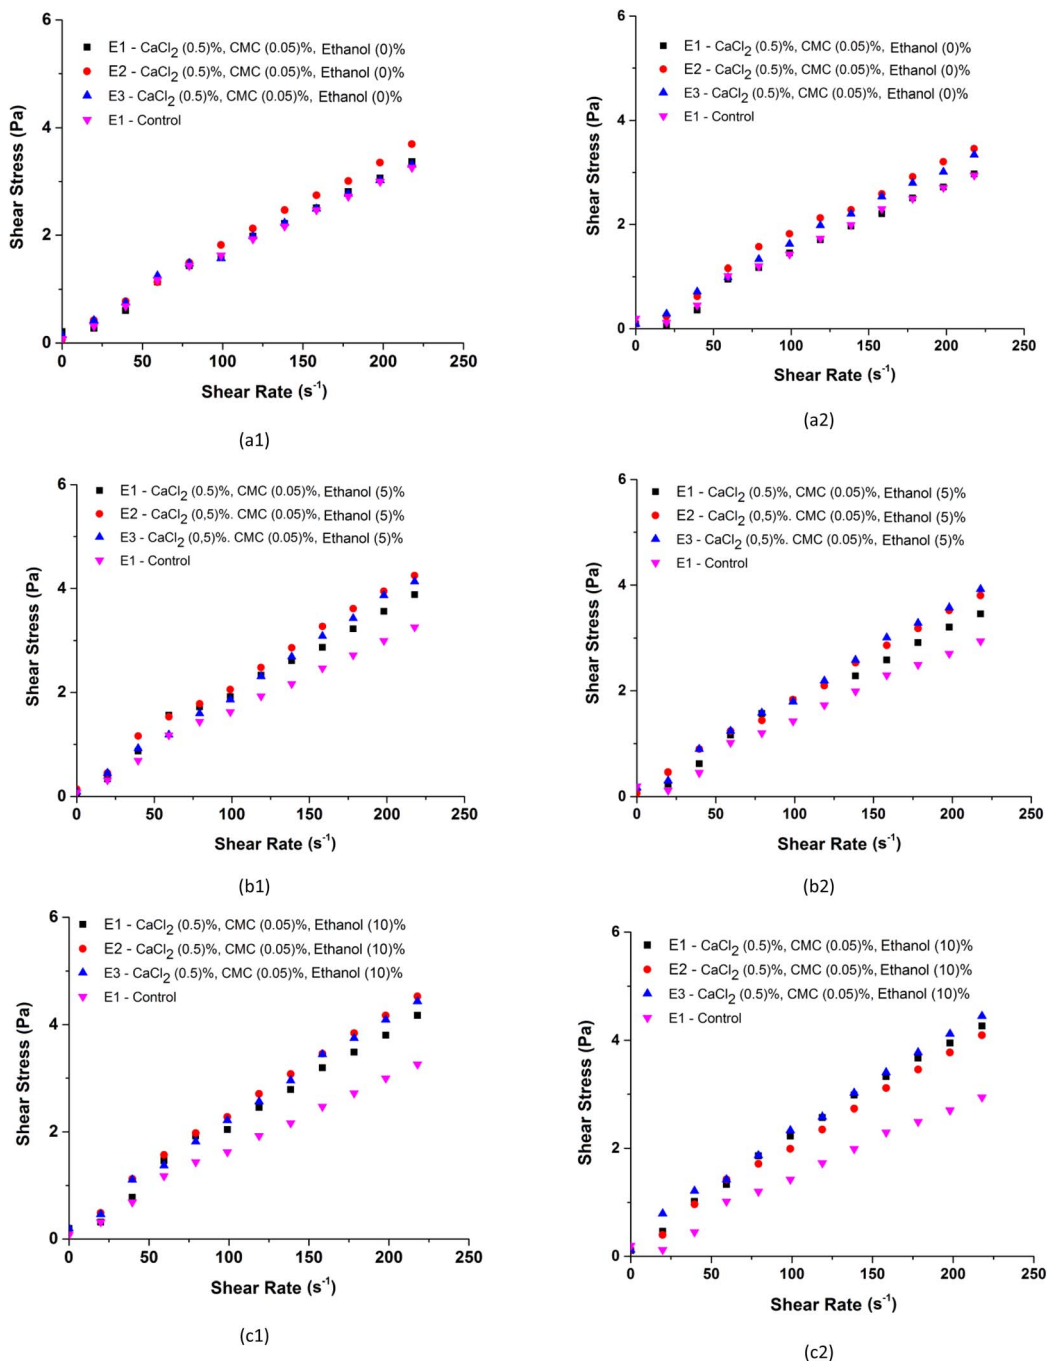 6
4
2
0
Shear Stress (Pa)
E1 - CaCl2 (0.5)%, CMC (0.05)%, Ethanol (0)%
E2 - CaCl2 (0.5)%, CMC (0.05)%, Ethanol (0)%
E3 - CaCl2 (0.5)%, CMC (0.05)%, Ethanol (0)%
E1 - Control
0 50 100 150 200 250
Shear Rate (s-1)
(a1)
6
4
2
0
Shear Stress (Pa)
E1 - CaCl2 (0.5)%, CMC (0.05)%, Ethanol (0)%
E2 - CaCl2 (0.5)%, CMC (0.05)%, Ethanol (0)%
E3 - CaCl2 (0.5)%, CMC (0.05)%, Ethanol (0)%
E1 - Control
0 50 100 150 200 250
Shear Rate (s-1)
(a2)
6
4
2
0
Shear Stress (Pa)
E1 - CaCl2 (0.5)%, CMC (0.05)%, Ethanol (5)%
E2 - CaCl2 (0,5)%. CMC (0.05)%, Ethanol (5)%
E3 - CaCl2 (0,5)%. CMC (0.05)%, Ethanol (5)%
E1 - Control
0 50 100 150 200 250
Shear Rate (s-1)
(b1)
6
4
2
0
Shear Stress (Pa)
E1 - CaCl2 (0.5)%, CMC (0.05)%, Ethanol (5)%
E2 - CaCl2 (0,5)%. CMC (0.05)%, Ethanol (5)%
E3 - CaCl2 (0,5)%. CMC (0.05)%, Ethanol (5)%
E1 - Control
0 50 100 150 200 250
Shear Rate (s-1)
(b2)
6
4
2
0
Shear Stress (Pa)
E1 - CaCl2 (0.5)%, CMC (0.05)%, Ethanol (10)%
E2 - CaCl2 (0.5)%, CMC (0.05)%, Ethanol (10)%
E3 - CaCl2 (0.5)%, CMC (0.05)%, Ethanol (10)%
E1 - Control
0 50 100 150 200 250
Shear Rate (s-1)
(c1)
6
4
2
0
Shear Stress (Pa)
E1 - CaCl2 (0.5)%, CMC (0.05)%, Ethanol (10)%
E2 - CaCl2 (0.5)%, CMC (0.05)%, Ethanol (10)%
E3 - CaCl2 (0.5)%, CMC (0.05)%, Ethanol (10)%
E1 - Control
0 50 100 150 200 250
Shear Rate (s-1)
(c2)